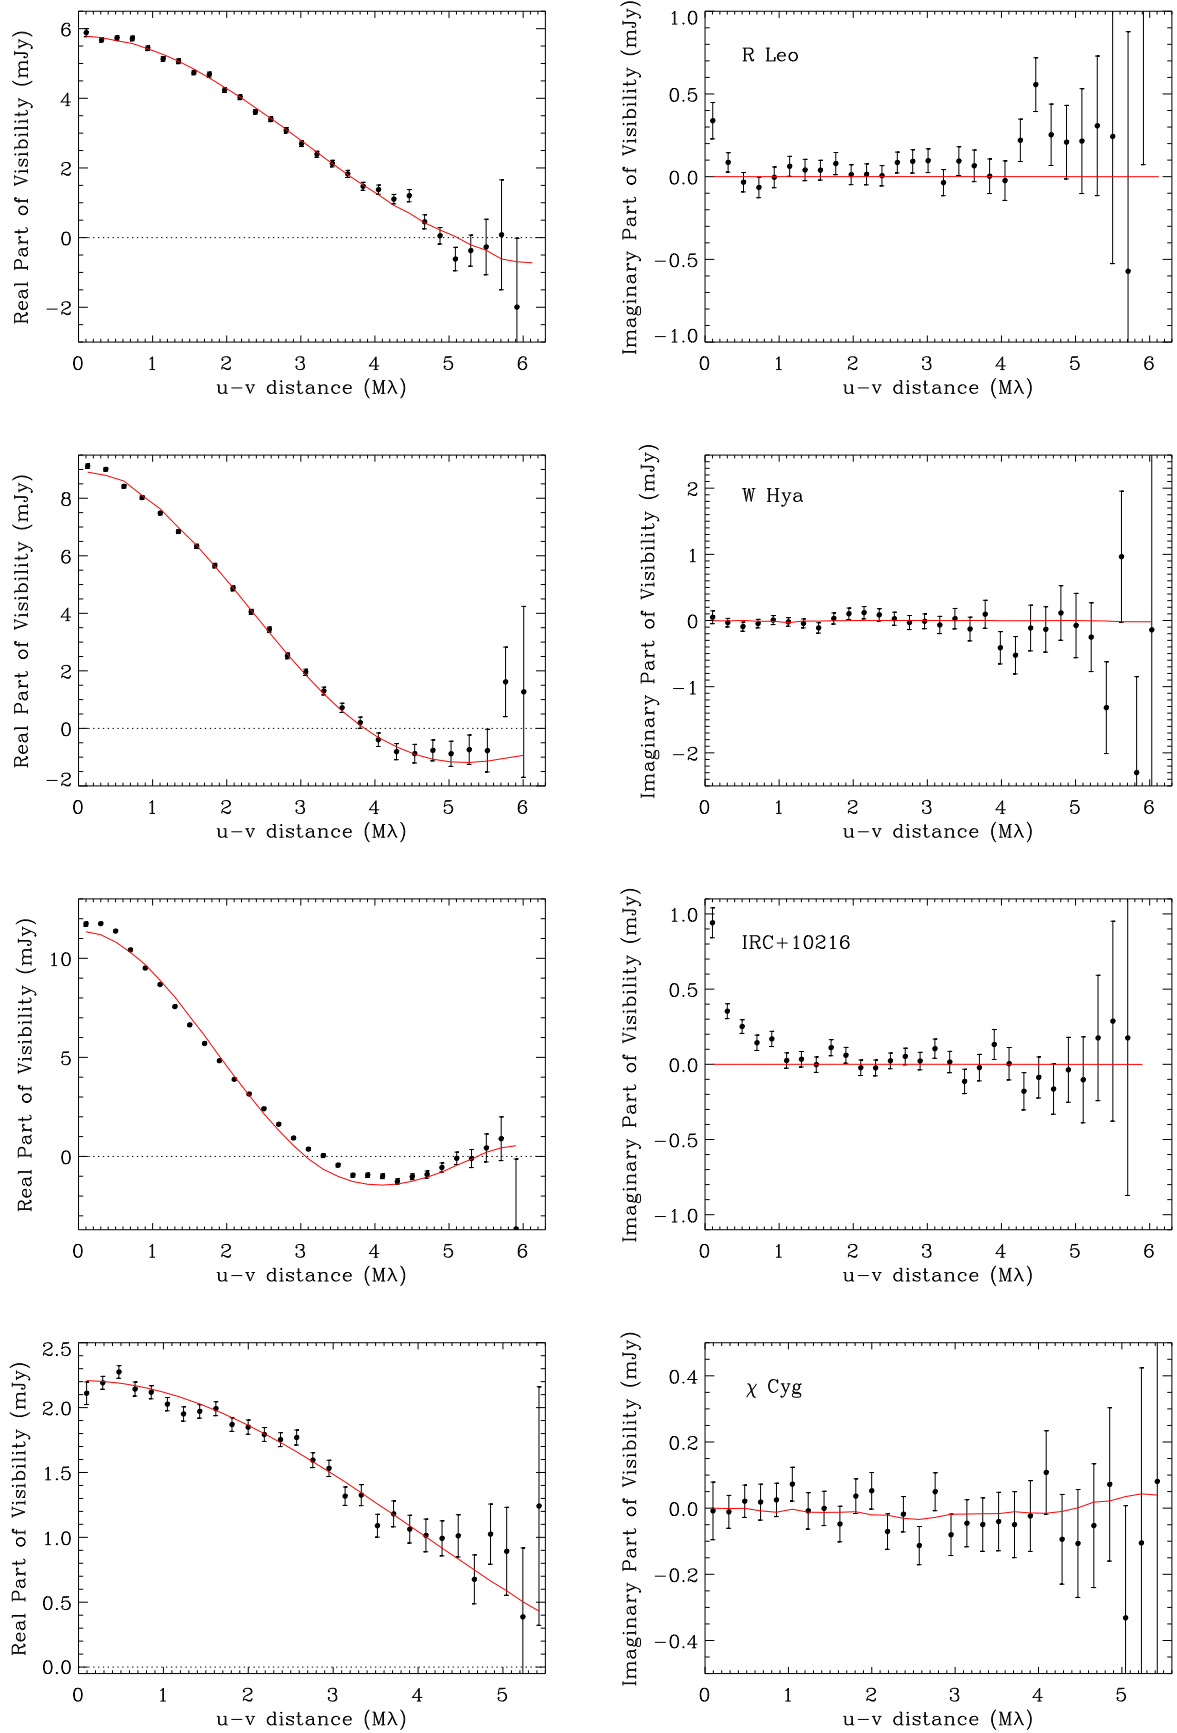 Real Part of Visibility (mJy)
6
4
2
0
−2
0 1 2 3 4 5 6
u−v distance (Mλ)
Imaginary Part of Visibility (mJy)
R Leo
1.0
0.5
0.0
−0.5
−1.0
0 1 2 3 4 5 6
u−v distance (Mλ)
Real Part of Visibility (mJy)
8
6
4
2
0
−2
0 1 2 3 4 5 6
u−v distance (Mλ)
Imaginary Part of Visibility (mJy)
W Hya
2
1
0
−1
−2
0 1 2 3 4 5 6
u−v distance (Mλ)
Real Part of Visibility (mJy)
10
5
0
0 1 2 3 4 5 6
u−v distance (Mλ)
Imaginary Part of Visibility (mJy)
IRC+10216
1.0
0.5
0.0
−0.5
−1.0
0 1 2 3 4 5 6
u−v distance (Mλ)
Real Part of Visibility (mJy)
2.5
2.0
1.5
1.0
0.5
0.0
0 1 2 3 4 5
u−v distance (Mλ)
Imaginary Part of Visibility (mJy)
χ Cyg
0.4
0.2
0.0
−0.2
−0.4
0 1 2 3 4 5
u−v distance (Mλ)